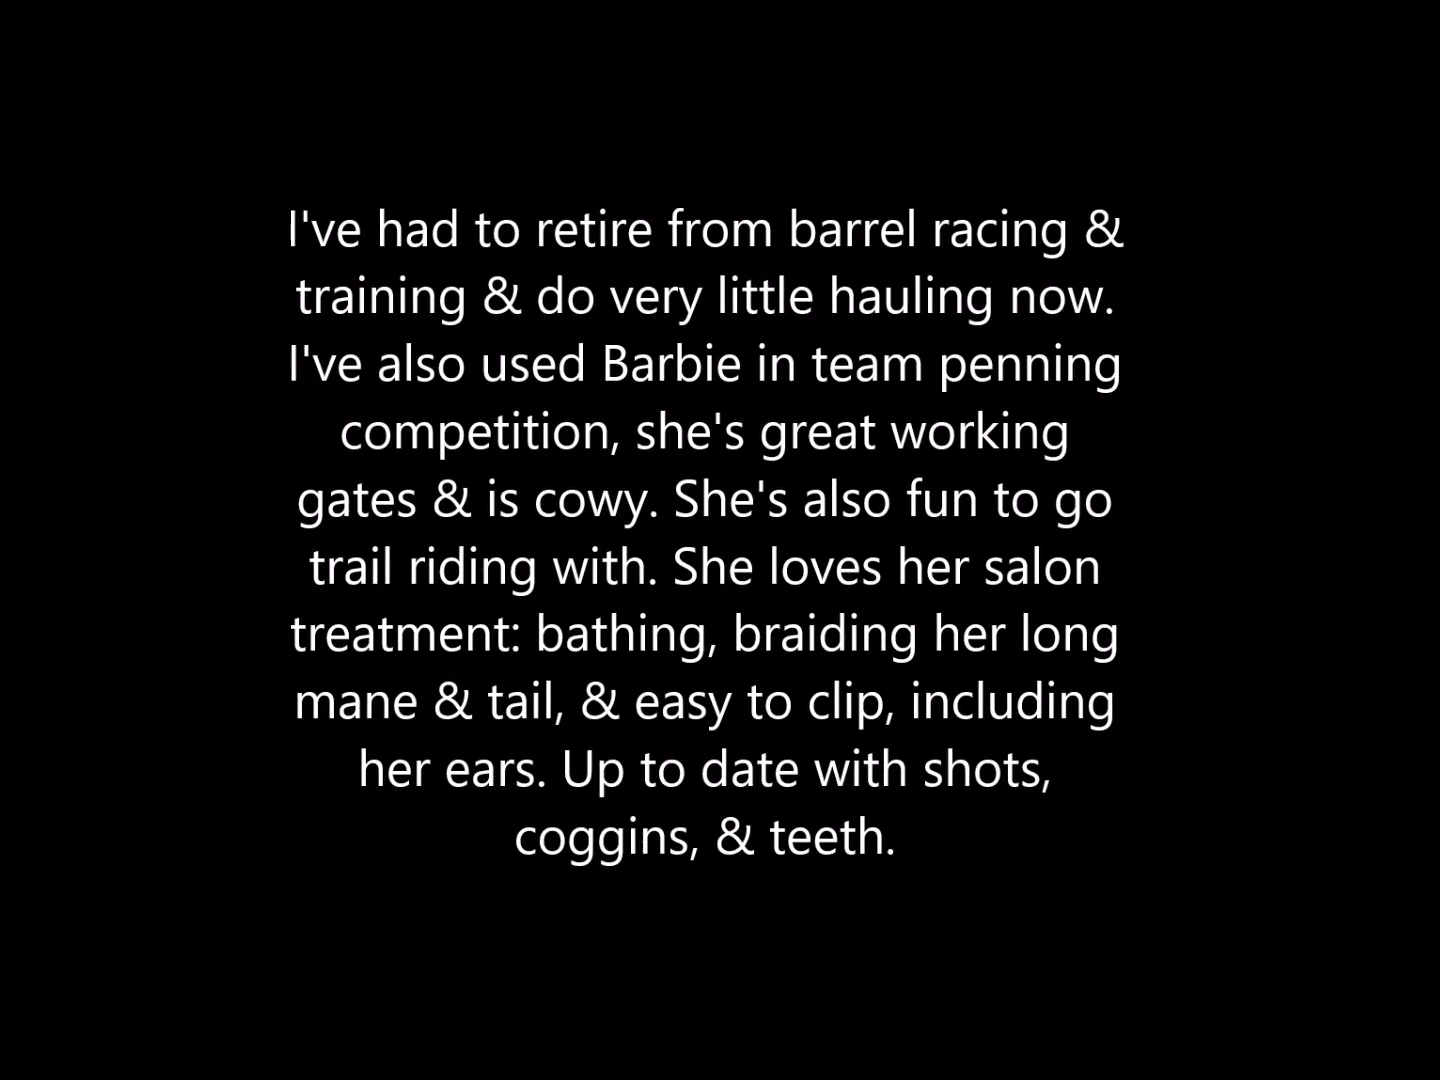 I've had to retire from barrel racing &
training & do very little hauling now.
I've also used Barbie in team penning
competition, she's great working
gates & is cowy. She's also fun to go
trail riding with. She loves her salon
treatment: bathing, braiding her long
mane & tail, & easy to clip, including
her ears. Up to date with shots,
coggins, & teeth.